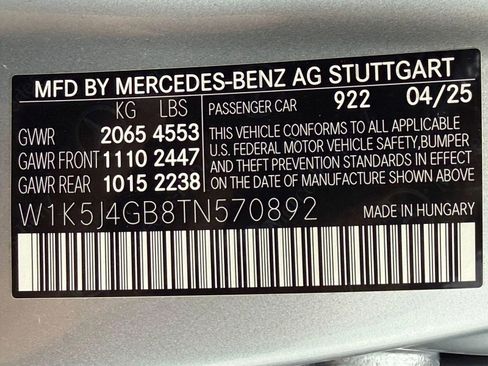 MFD BY MERCEDES-BENZ AG STUTTGART
KG LBS
GVWR 2065 4553
GAWR FRONT 1110 2447
GAWR REAR 1015 2238
PASSENGER CAR 922 04/25
THIS VEHICLE CONFORMS TO ALL APPLICABLE
U.S. FEDERAL MOTOR VEHICLE SAFETY, BUMPER
AND THEFT PREVENTION STANDARDS IN EFFECT
ON THE DATE OF MANUFACTURE SHOWN ABOVE
W1K5J4GB8TN570892
MADE IN HUNGARY